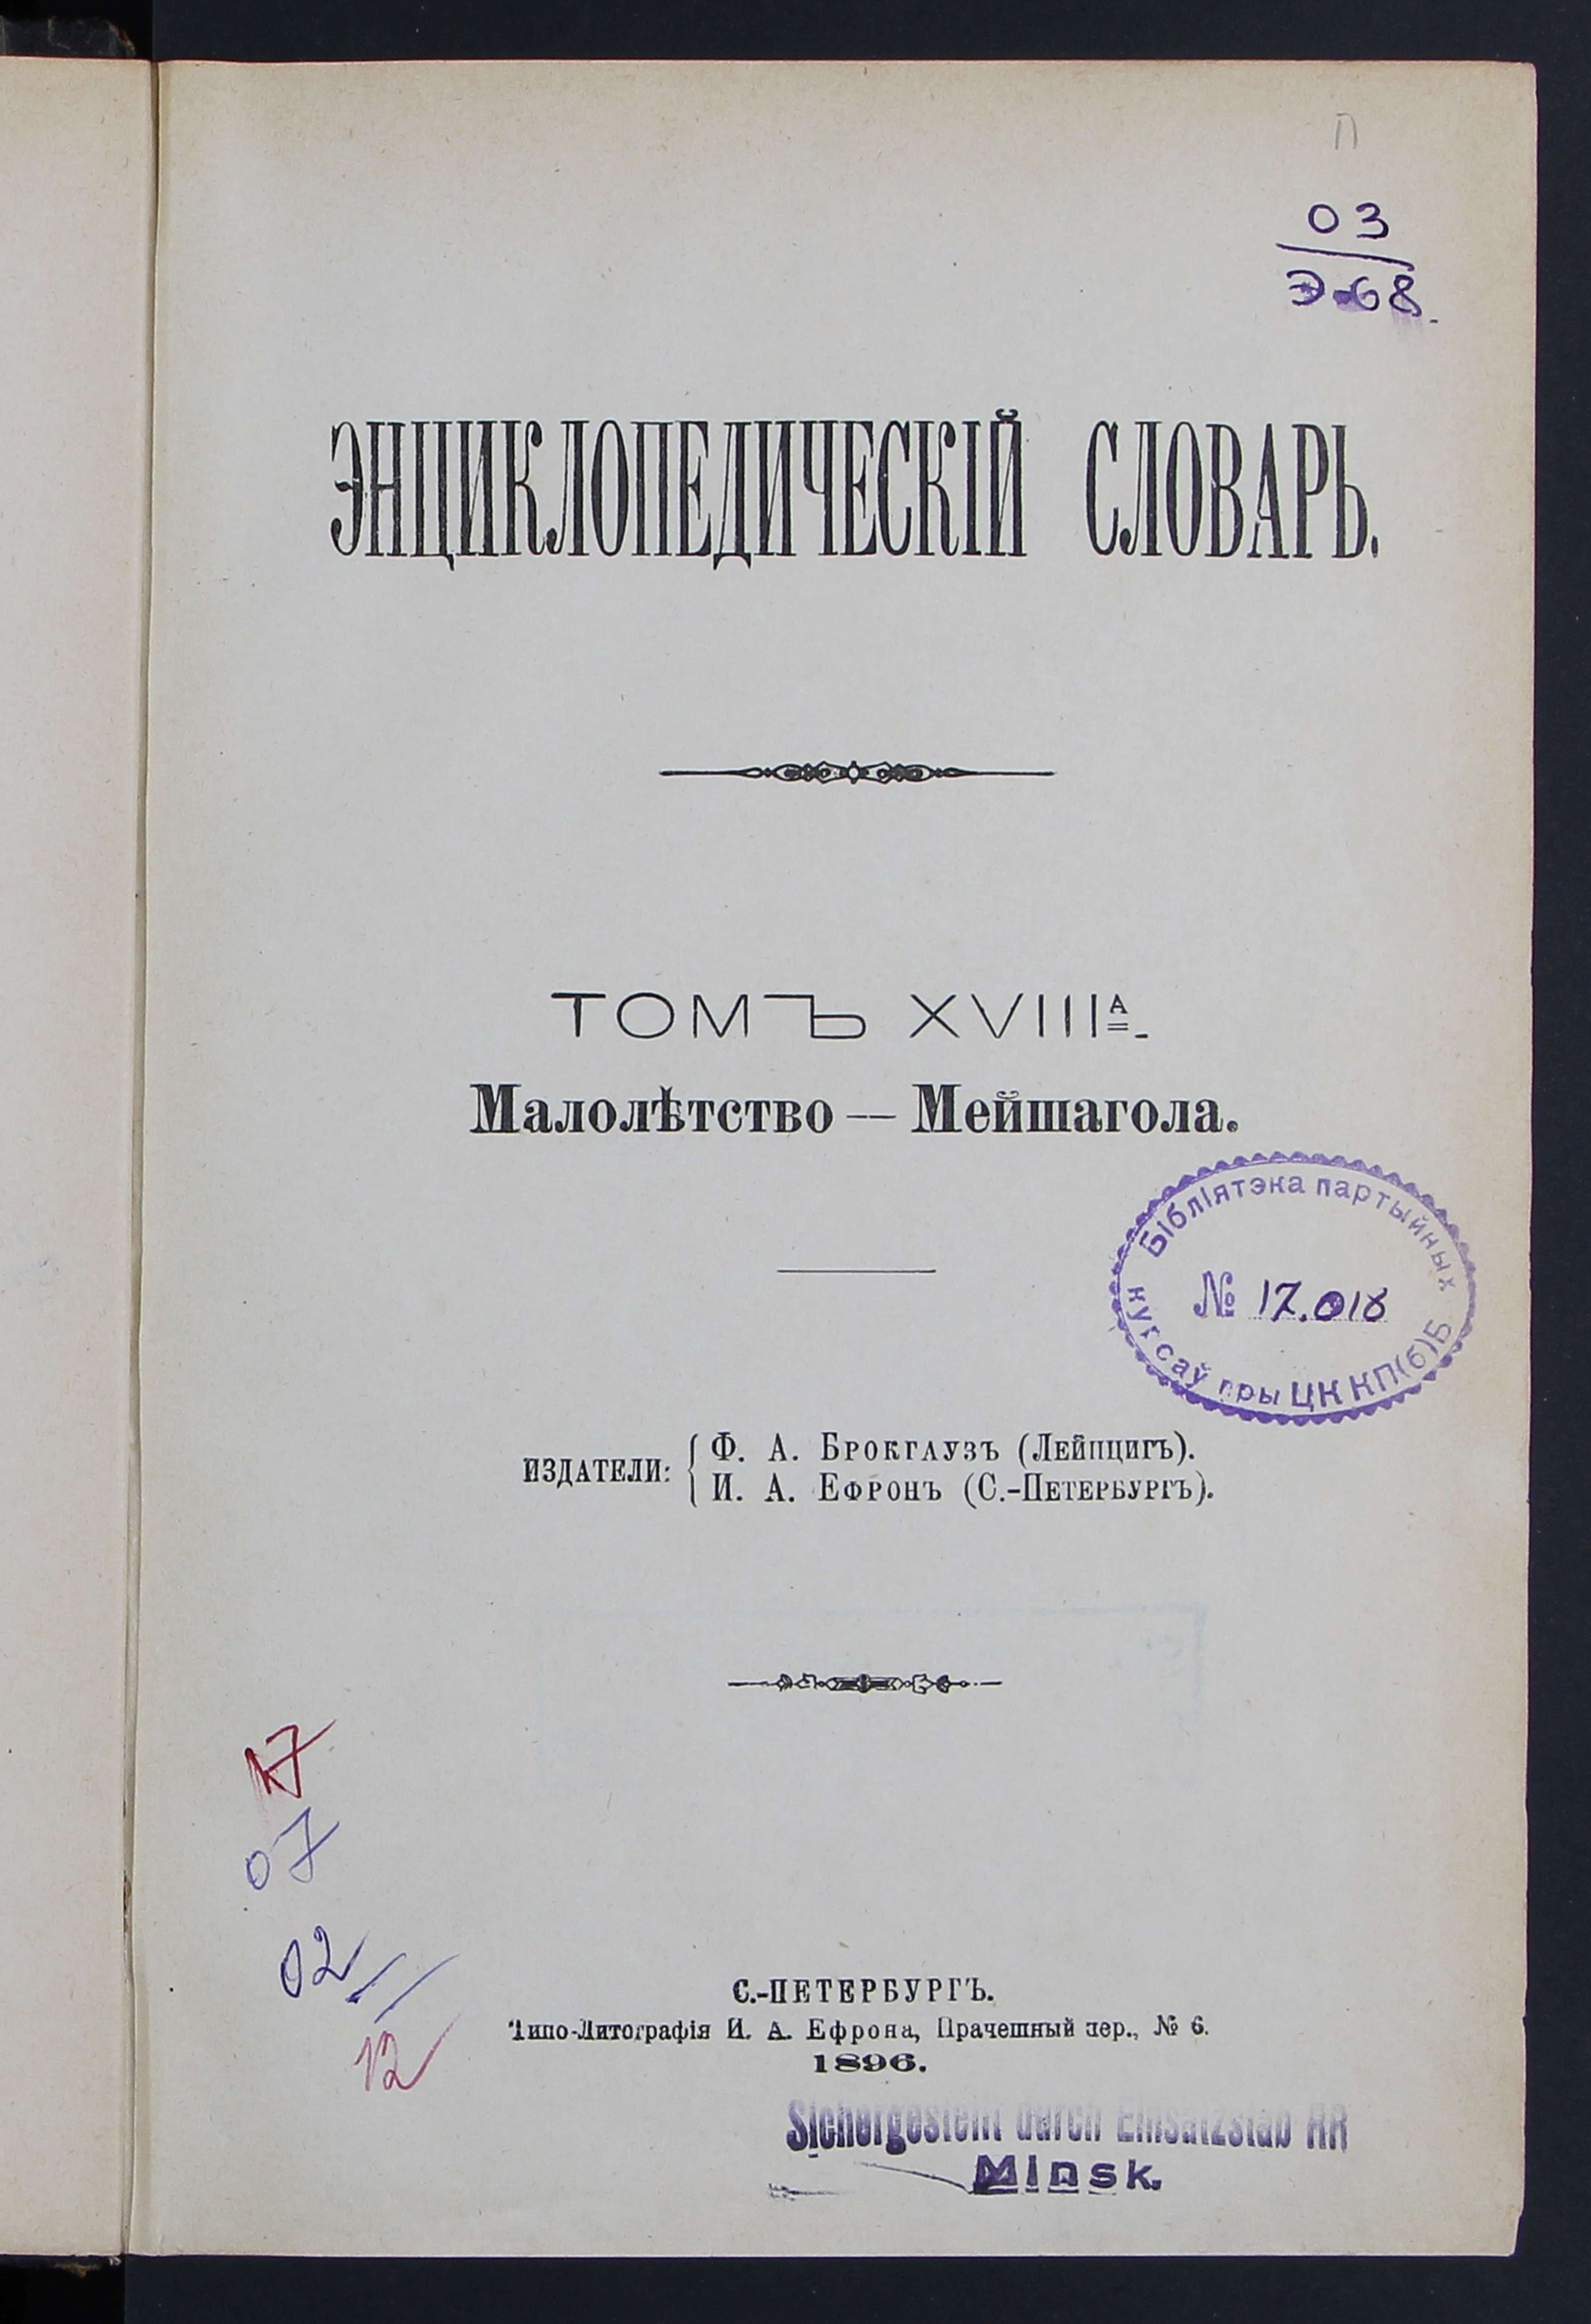 П
03
Э-68
ЭНЦИКЛОПЕДИЧЕСКІЙ СЛОВАРЬ.
ТОМЪ XVIIIА.
Малолѣтство — Мейшагола.
Бібліятэка партыйных
№ 17.018
курсаў пры ЦК КП(б)Б
ИЗДАТЕЛИ:
Ф. А. Брокгаузъ (Лейпцигъ).
И. А. Ефронъ (С.-Петербургъ).
17
07
02
12
С.-ПЕТЕРБУРГЪ.
Типо-Литографія И. А. Ефрона, Прачешный пер., № 6.
1896.
Sichergestellt durch Einsatzstab RR
Minsk.